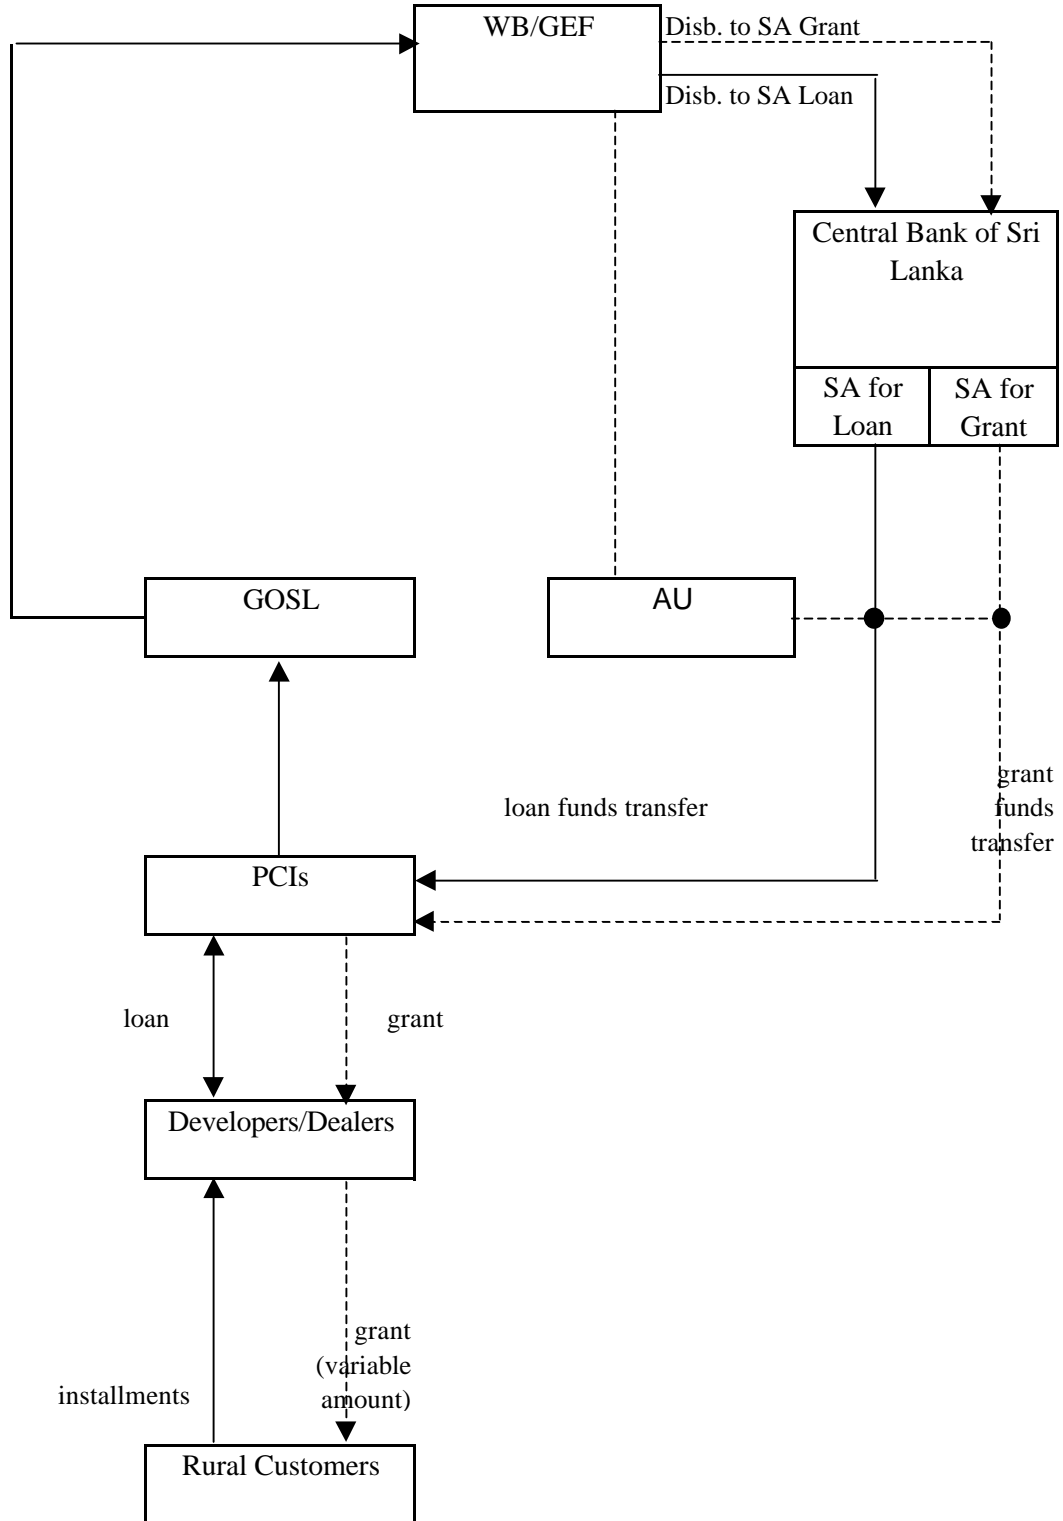 WB/GEF
Disb. to SA Grant
Disb. to SA Loan
Central Bank of Sri
Lanka
SA for
Loan
SA for
Grant
GOSL
AU
loan funds transfer
grant
funds
transfer
PCIs
loan
grant
Developers/Dealers
grant
(variable
amount)
installments
Rural Customers